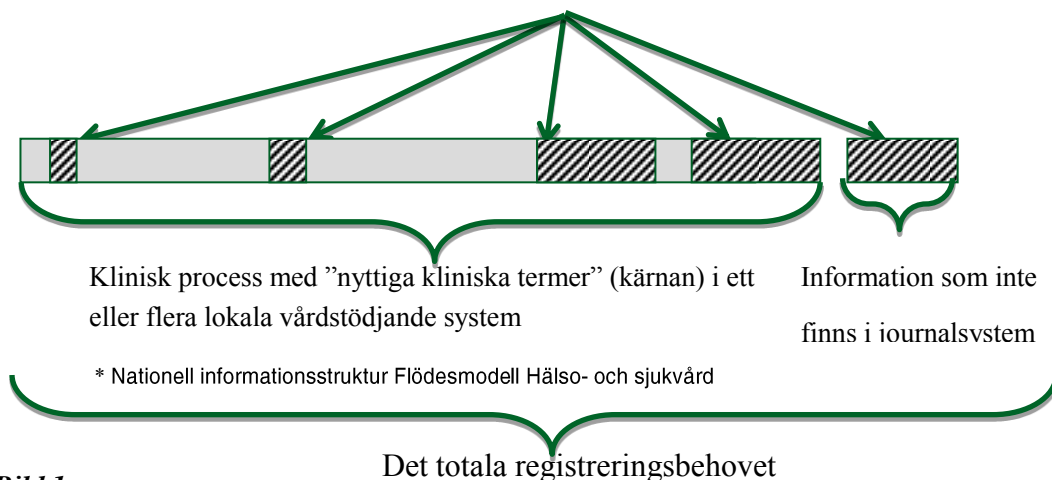 Klinisk process med ”nyttiga kliniska termer” (kärnan) i ett
eller flera lokala vårdstödjande system
Information som inte
finns i journalsystem
* Nationell informationsstruktur Flödesmodell Hälso- och sjukvård
Det totala registreringsbehovet